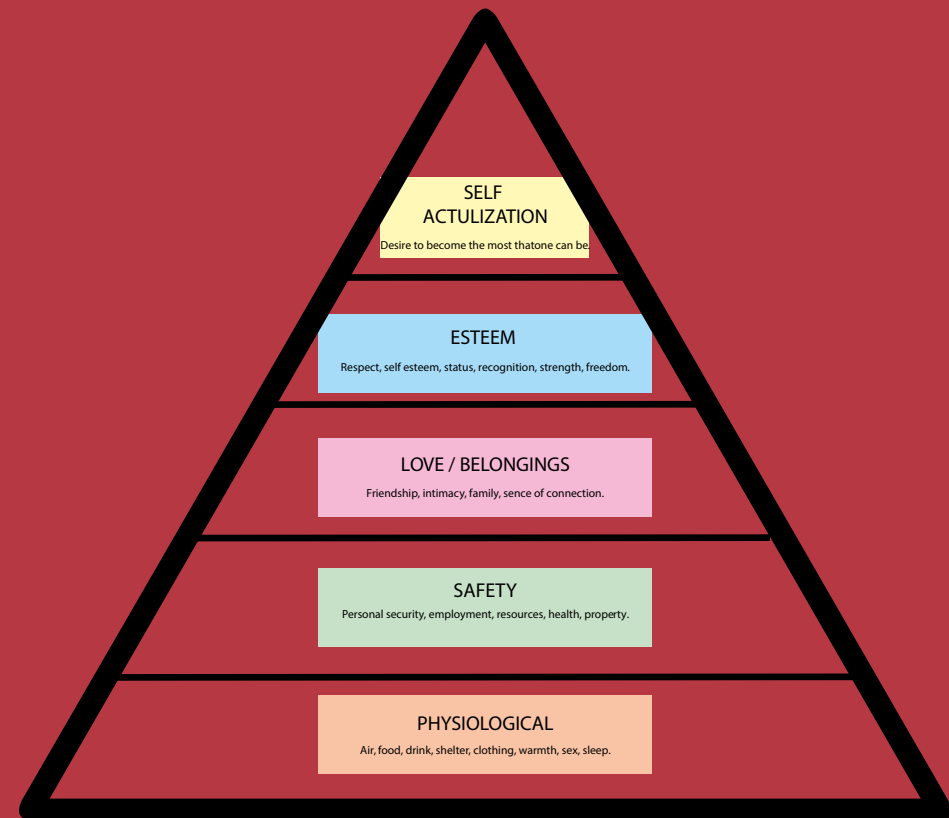 SELF
ACTULIZATION
Desire to become the most thatone can be.
ESTEEM
Respect, self esteem, status, recognition, strength, freedom.
LOVE / BELONGINGS
Friendship, intimacy, family, sence of connection.
SAFETY
Personal security, employment, resources, health, property.
PHYSIOLOGICAL
Air, food, drink, shelter, clothing, warmth, sex, sleep.